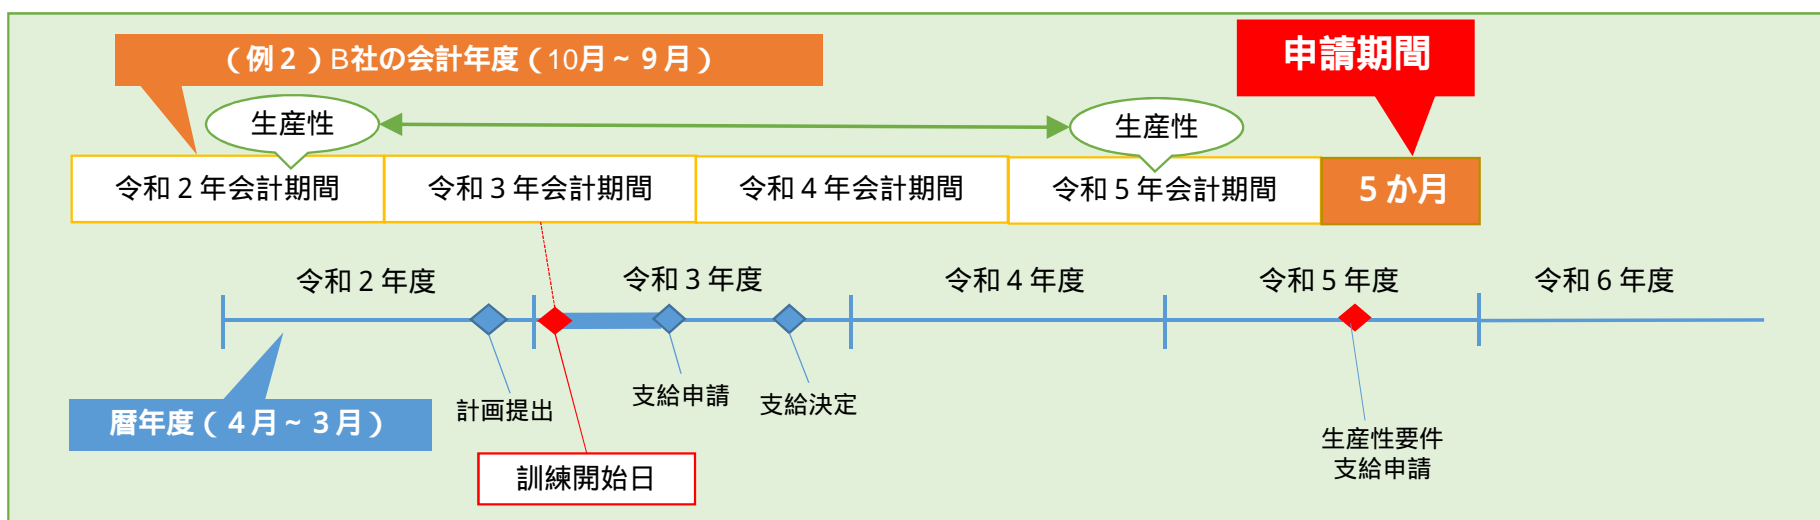 （例２）B社の会計年度（10月～９月）
申請期間
生産性
生産性
令和２年会計期間
令和３年会計期間
令和４年会計期間
令和５年会計期間
５か月
令和２年度
令和３年度
令和４年度
令和５年度
令和６年度
計画提出
支給申請
支給決定
暦年度（４月～３月）
生産性要件
支給申請
訓練開始日